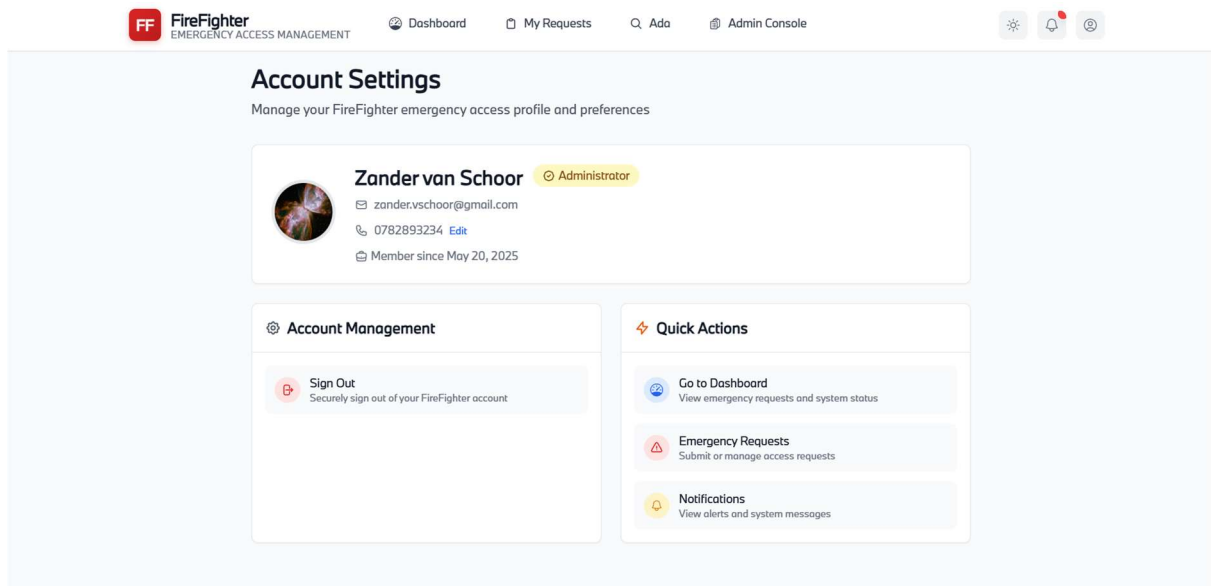 FF
FireFighter
EMERGENCY ACCESS MANAGEMENT
Dashboard
My Requests
Ada
Admin Console
Account Settings
Manage your FireFighter emergency access profile and preferences
Zander van Schoor
Administrator
zander.vschoor@gmail.com
0782893234 Edit
Member since May 20, 2025
Account Management
Sign Out
Securely sign out of your FireFighter account
Quick Actions
Go to Dashboard
View emergency requests and system status
Emergency Requests
Submit or manage access requests
Notifications
View alerts and system messages